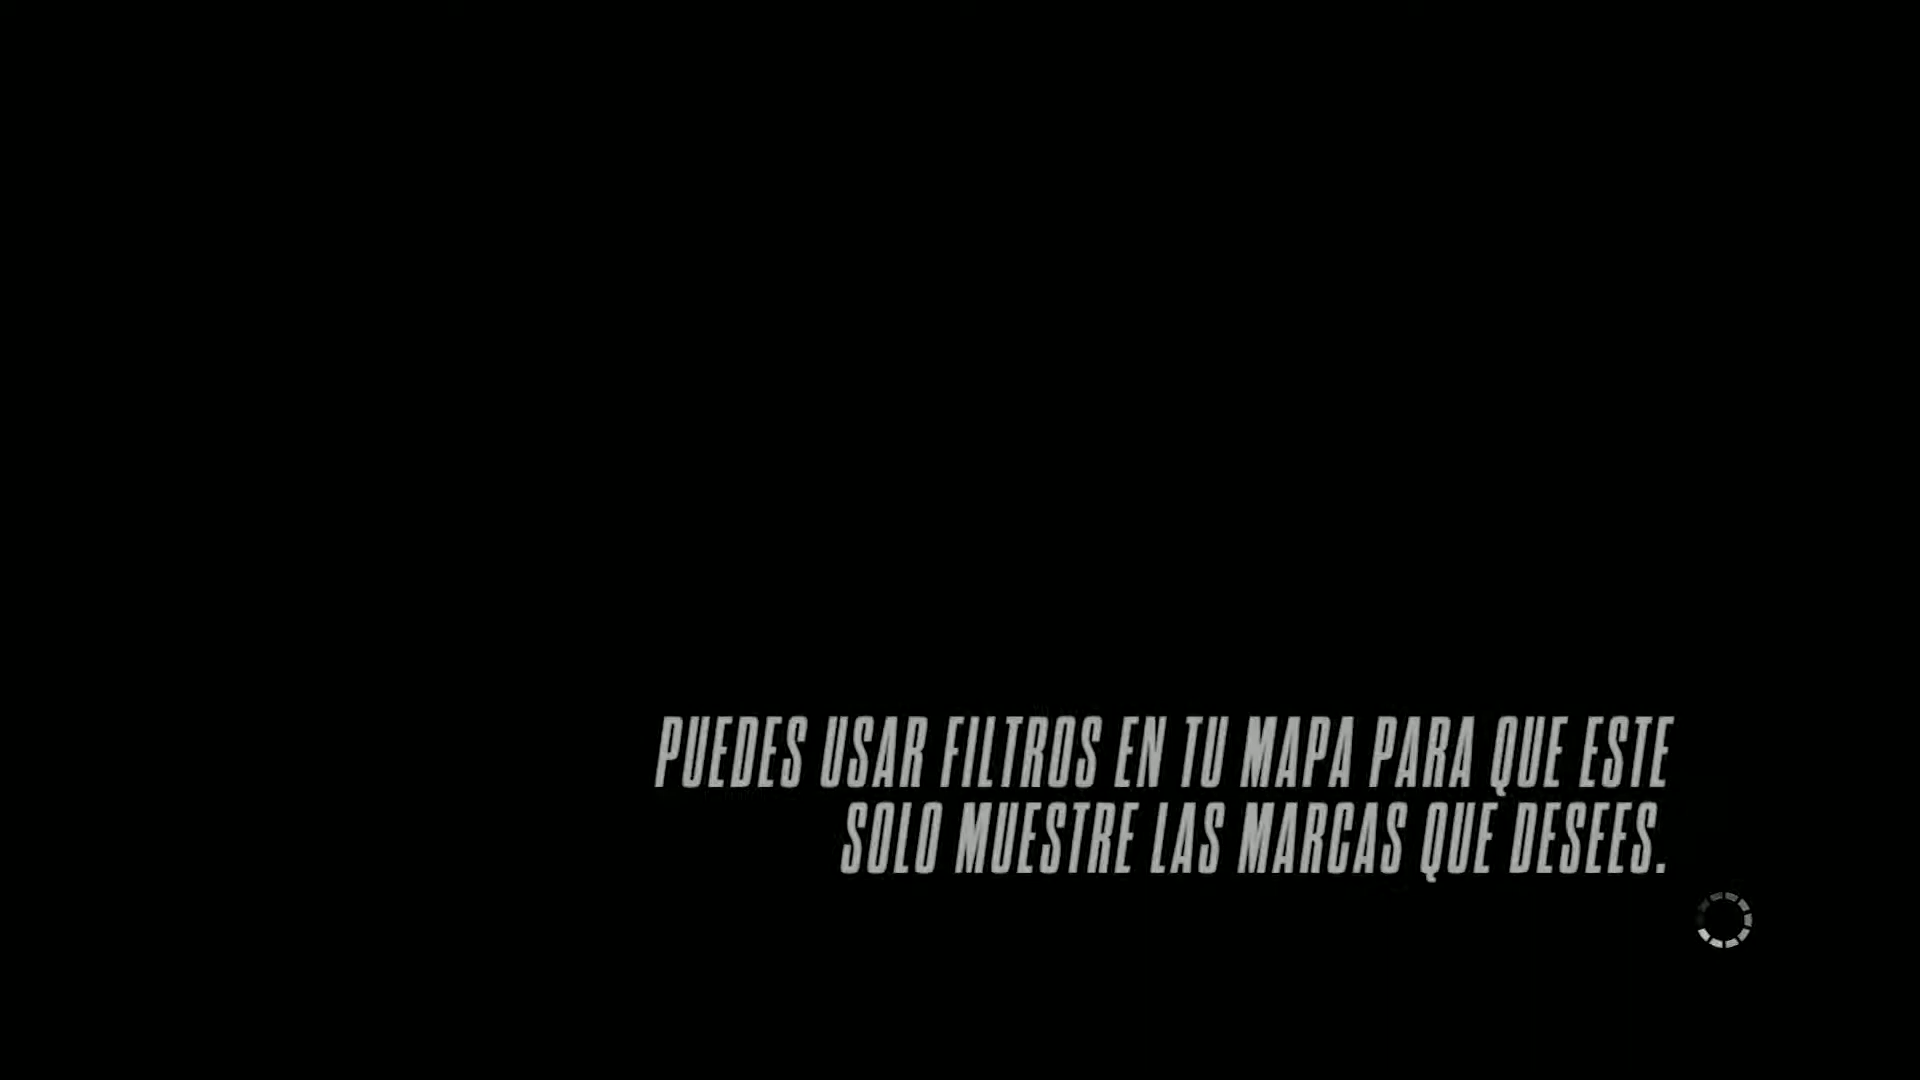 PUEDES USAR FILTROS EN TU MAPA PARA QUE ESTE
SOLO MUESTRE LAS MARCAS QUE DESEES.